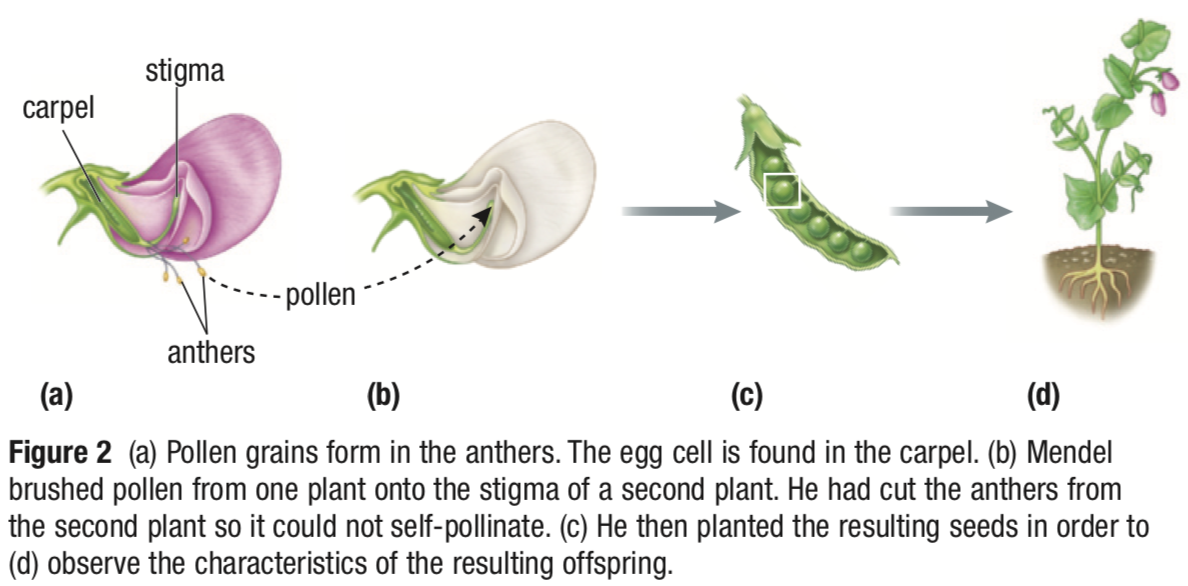 stigma
carpel
pollen
anthers
(a) (b) (c) (d)
Figure 2 (a) Pollen grains form in the anthers. The egg cell is found in the carpel. (b) Mendel
brushed pollen from one plant onto the stigma of a second plant. He had cut the anthers from
the second plant so it could not self-pollinate. (c) He then planted the resulting seeds in order to
(d) observe the characteristics of the resulting offspring.